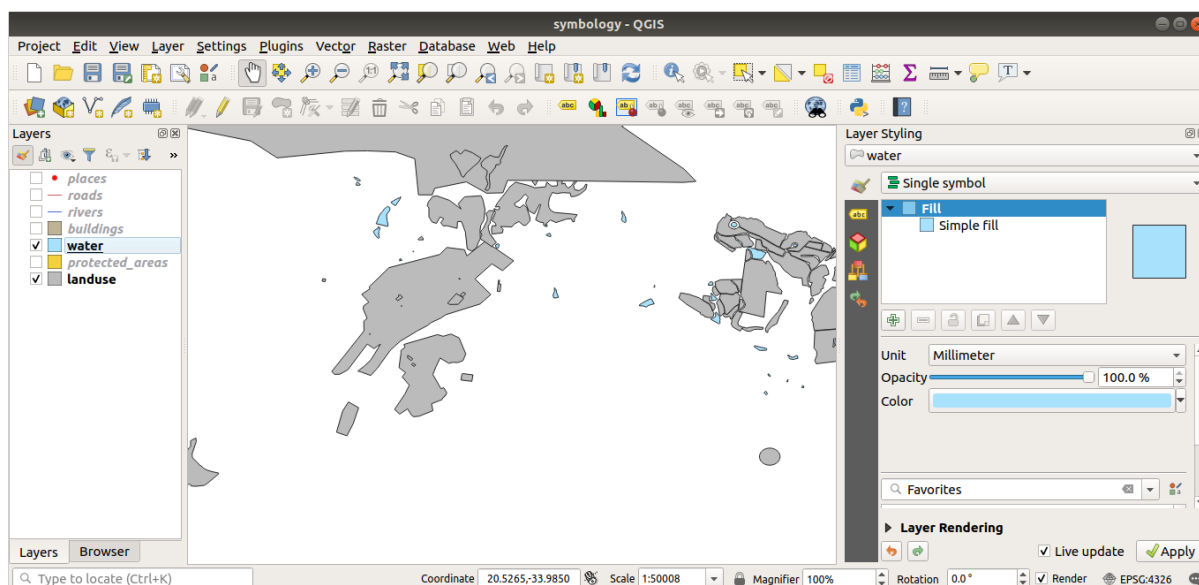 symbology - QGIS
Project Edit View Layer Settings Plugins Vector Raster Database Web Help
Layers
places
roads
rivers
buildings
water
protected_areas
landuse
Layers Browser
Layer Styling
water
Single symbol
Fill
Simple fill
Unit Millimeter
Opacity 100.0 %
Color
Favorites
Layer Rendering
Live update Apply
Type to locate (Ctrl+K) Coordinate 20.5265,-33.9850 Scale 1:50008 Magnifier 100% Rotation 0.0° Render EPSG:4326